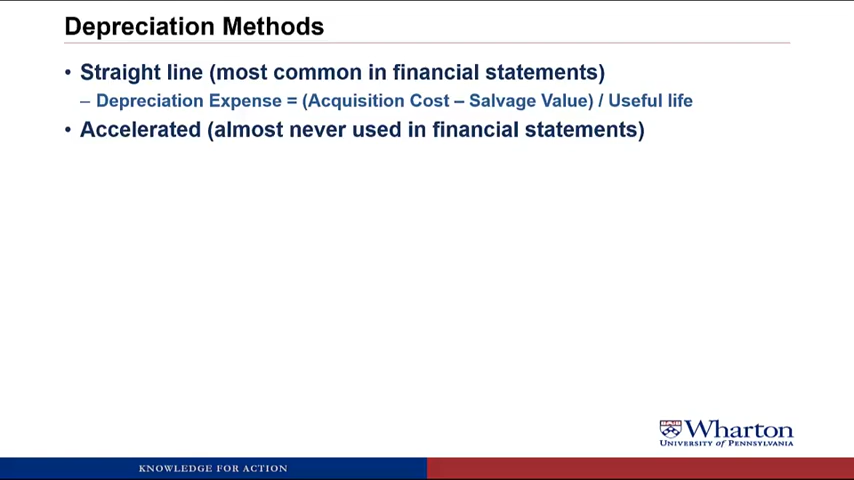 Depreciation Methods
• Straight line (most common in financial statements)
– Depreciation Expense = (Acquisition Cost – Salvage Value) / Useful life
• Accelerated (almost never used in financial statements)
Wharton
UNIVERSITY of PENNSYLVANIA
KNOWLEDGE FOR ACTION